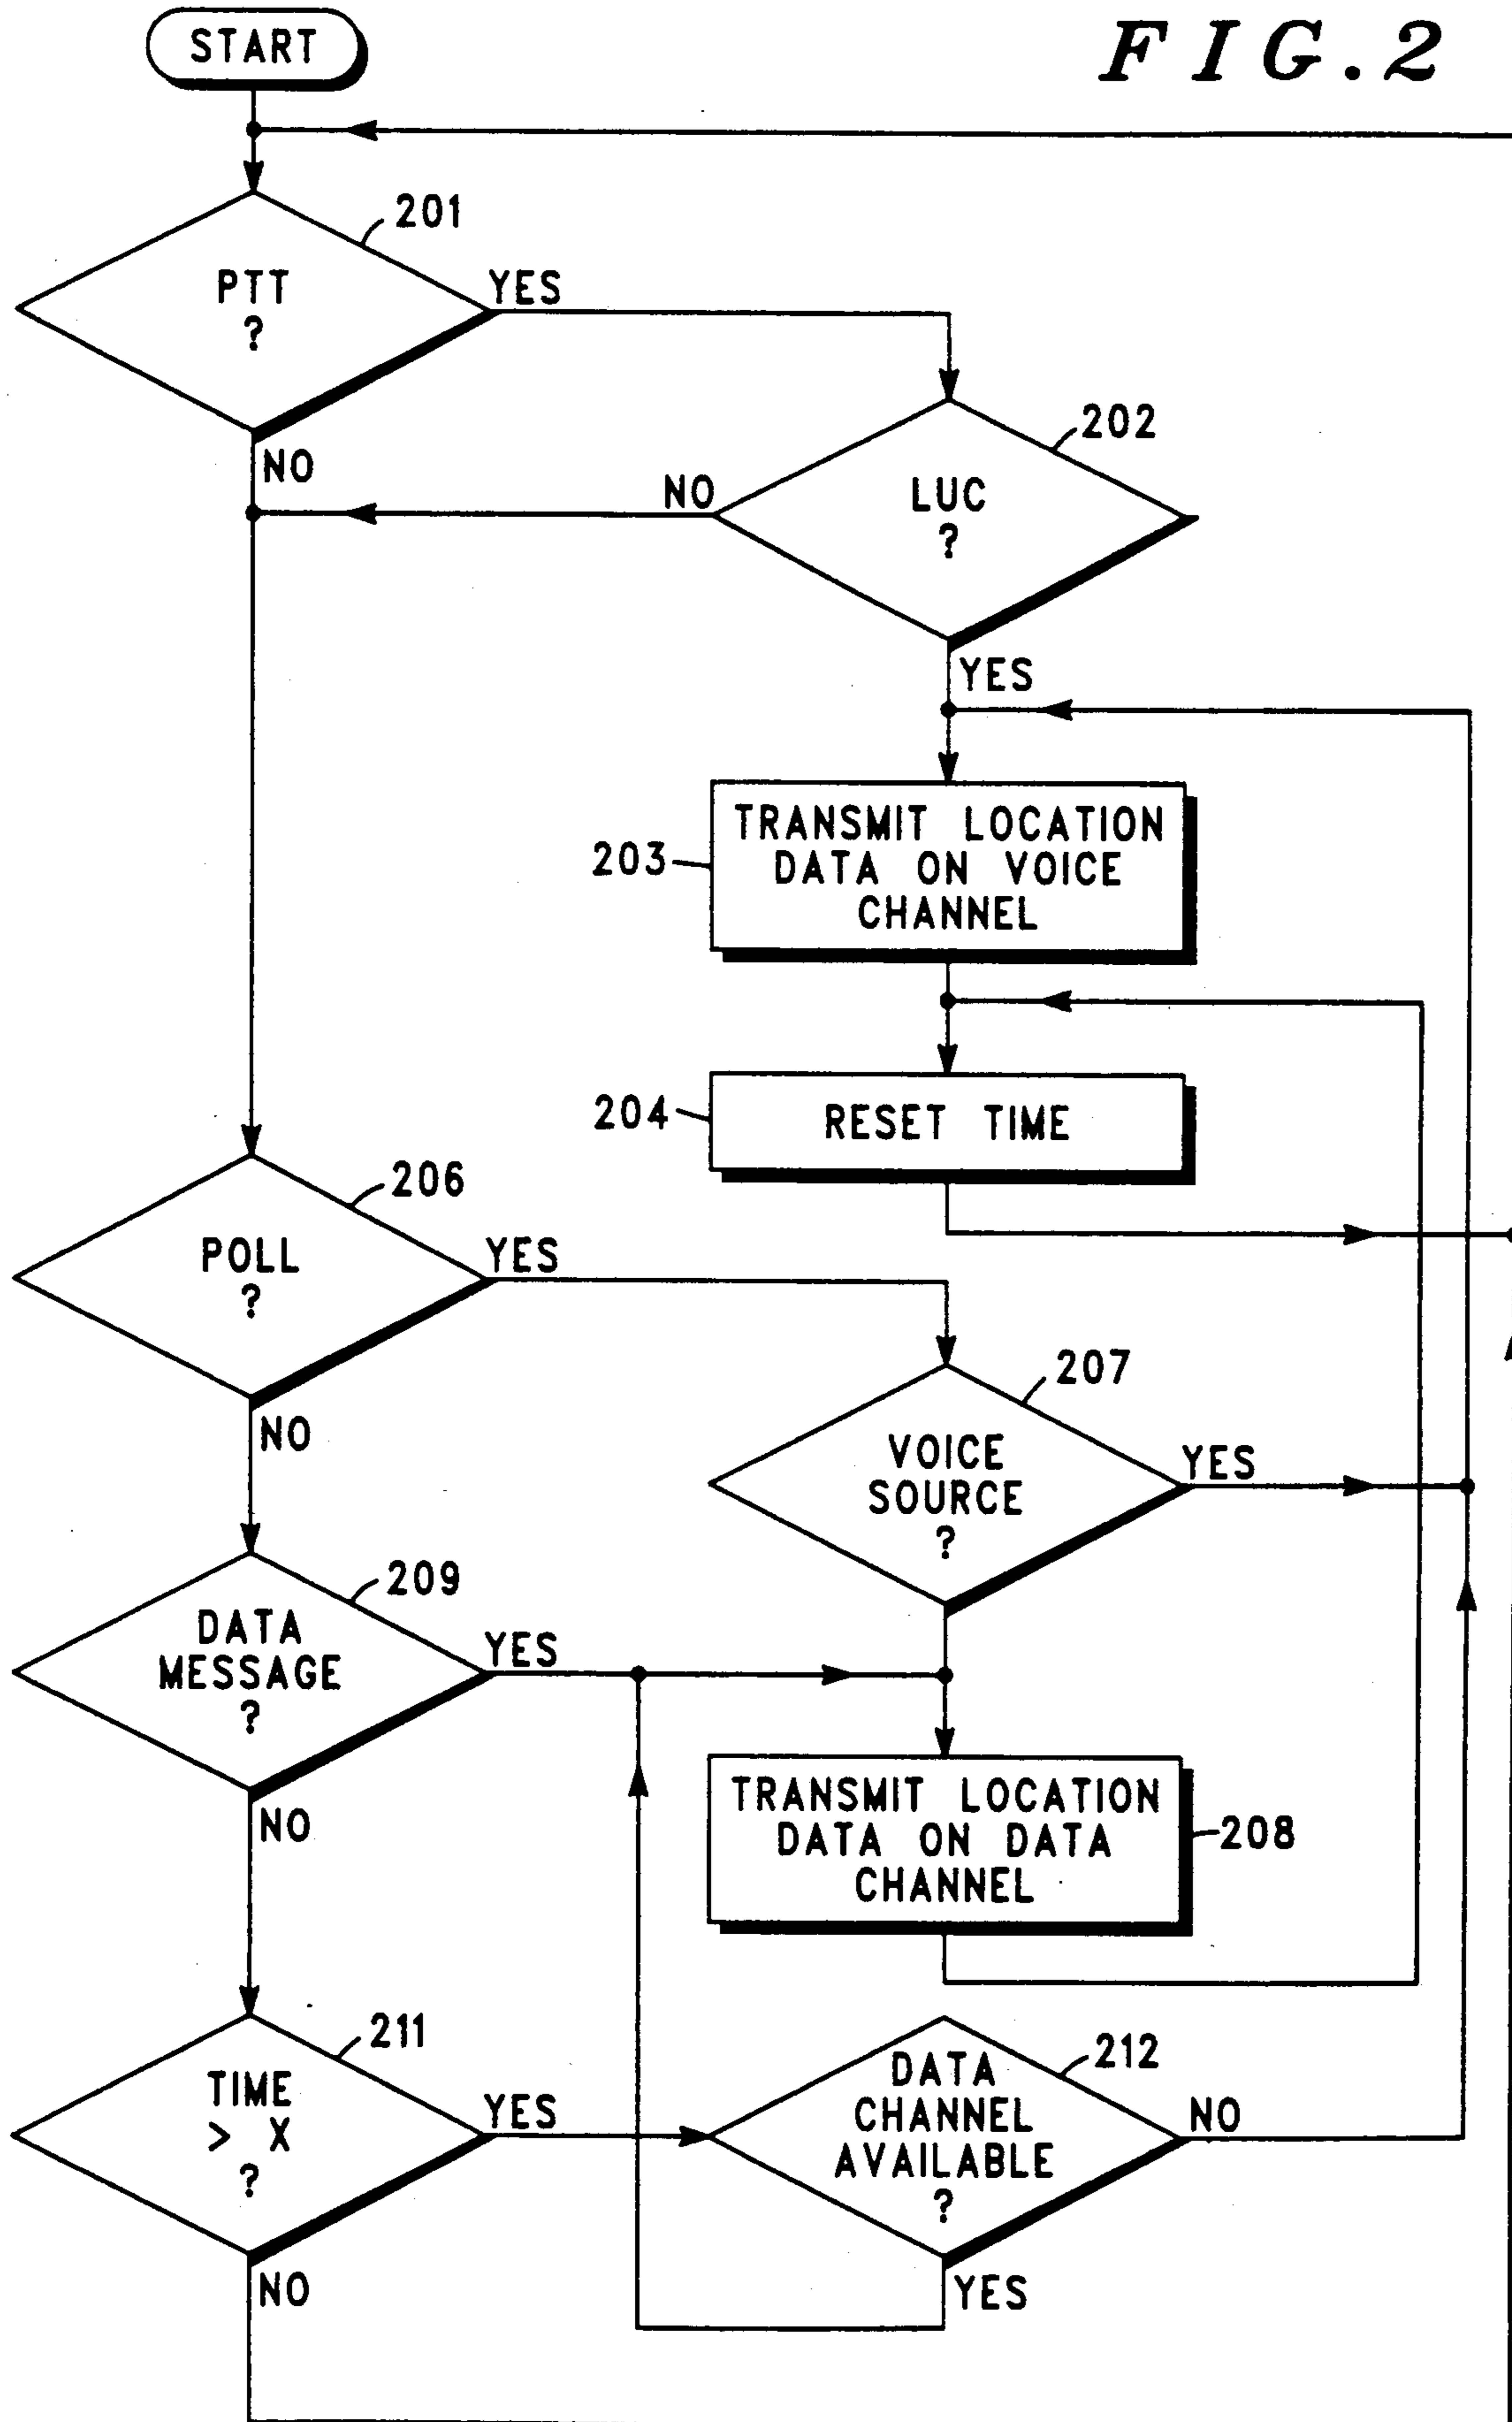 START
FIG.2
201
PTT
?
YES
NO
202
LUC
?
NO
YES
203
TRANSMIT LOCATION
DATA ON VOICE
CHANNEL
204
RESET TIME
206
POLL
?
YES
NO
207
VOICE
SOURCE
?
YES
209
DATA
MESSAGE
?
YES
NO
TRANSMIT LOCATION
DATA ON DATA
CHANNEL
208
211
TIME
> X
?
YES
NO
212
DATA
CHANNEL
AVAILABLE
?
NO
YES